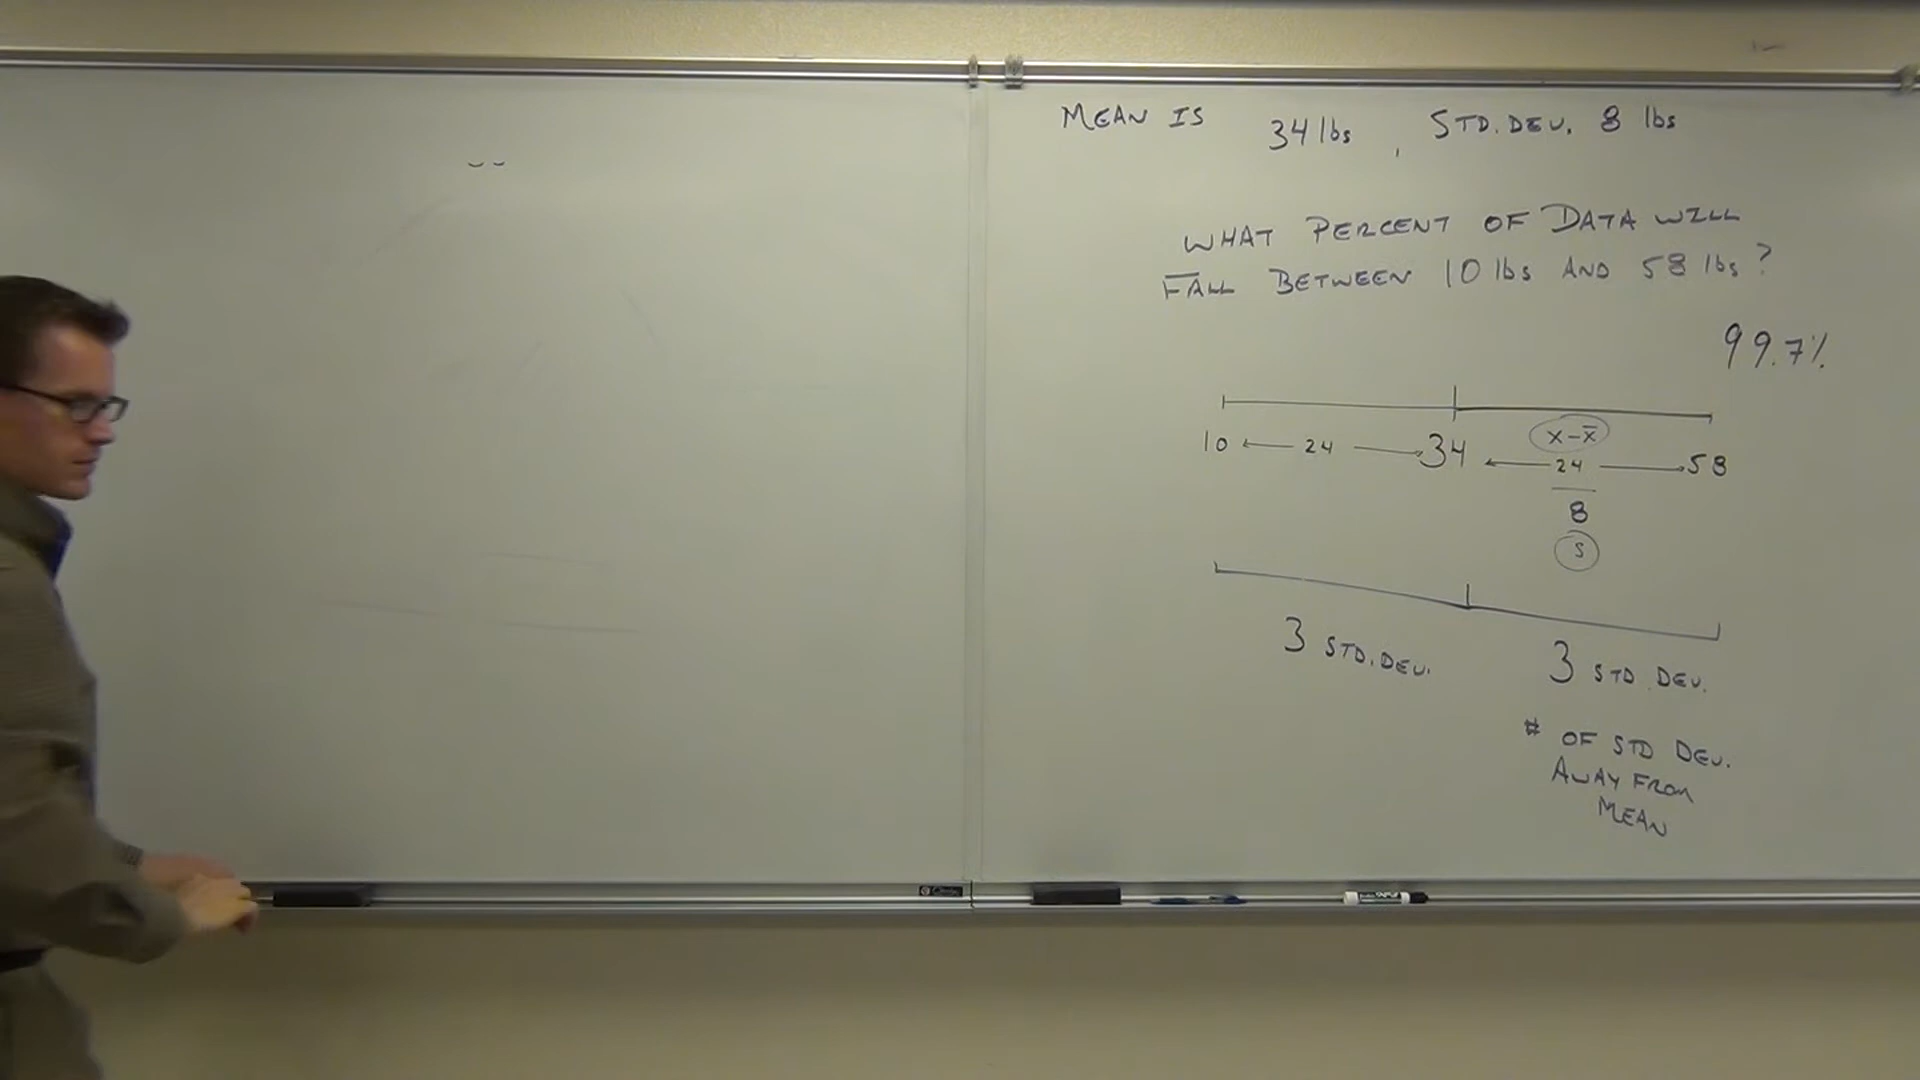 MEAN IS 34 lbs, STD. DEV. 8 lbs
WHAT PERCENT OF DATA WILL
FALL BETWEEN 10 lbs AND 58 lbs?
99.7%
x-x̄
10 ← 24 → 34 ← 24 → 58
8
s
3 STD. DEV. 3 STD DEV.
# OF STD DEV.
AWAY FROM
MEAN